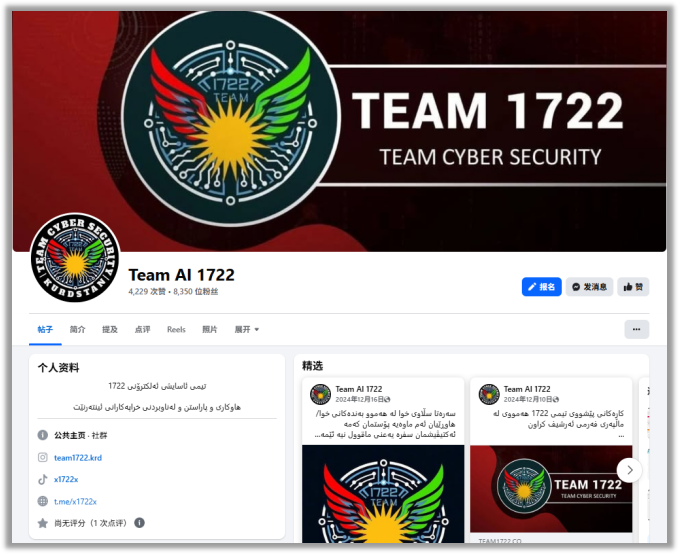 1722
TEAM
TEAM 1722
TEAM CYBER SECURITY
TEAM CYBER SECURITY
KURDSTAN
Team AI 1722
4,229 次赞 • 8,350 位粉丝
报名
发消息
赞
帖子
简介
提及
点评
Reels
照片
展开
个人资料
تیمی ئاسایشی ئەلکترۆنی 1722
هاوکاری و پاراستن و لەناوبردنی خراپەکارانی ئینتەرنێت
公共主页 · 社群
team1722.krd
x1722x
t.me/x1722x
尚无评分（1 次点评）
精选
Team AI 1722
2024年12月16日
سەرەتا سڵاوی خوا لە هەموو بەندەکانی خوا/
هاوڕێیان لەم ماوەیە پۆستمان کەمە
ئەکتیڤیشمان سفرە یەعنی ماقوول نیە ئێمە...
1722
TEAM
Team AI 1722
2024年12月10日
کارەکانی پێشووی تیمی 1722 هەمووی لە
ماڵپەری فەرمی ئەرشیف کراون
...
TEAM 1722
TEAM CYBER SECURITY
TEAM1722.CO